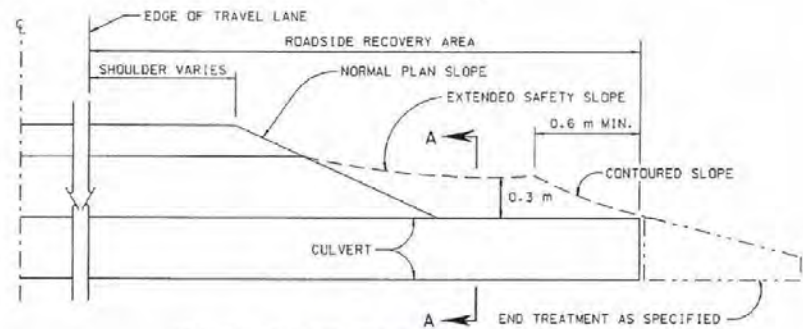 ℄
EDGE OF TRAVEL LANE
ROADSIDE RECOVERY AREA
SHOULDER VARIES
NORMAL PLAN SLOPE
EXTENDED SAFETY SLOPE
A
0.6 m MIN.
CONTOURED SLOPE
0.3 m
CULVERT
A
END TREATMENT AS SPECIFIED